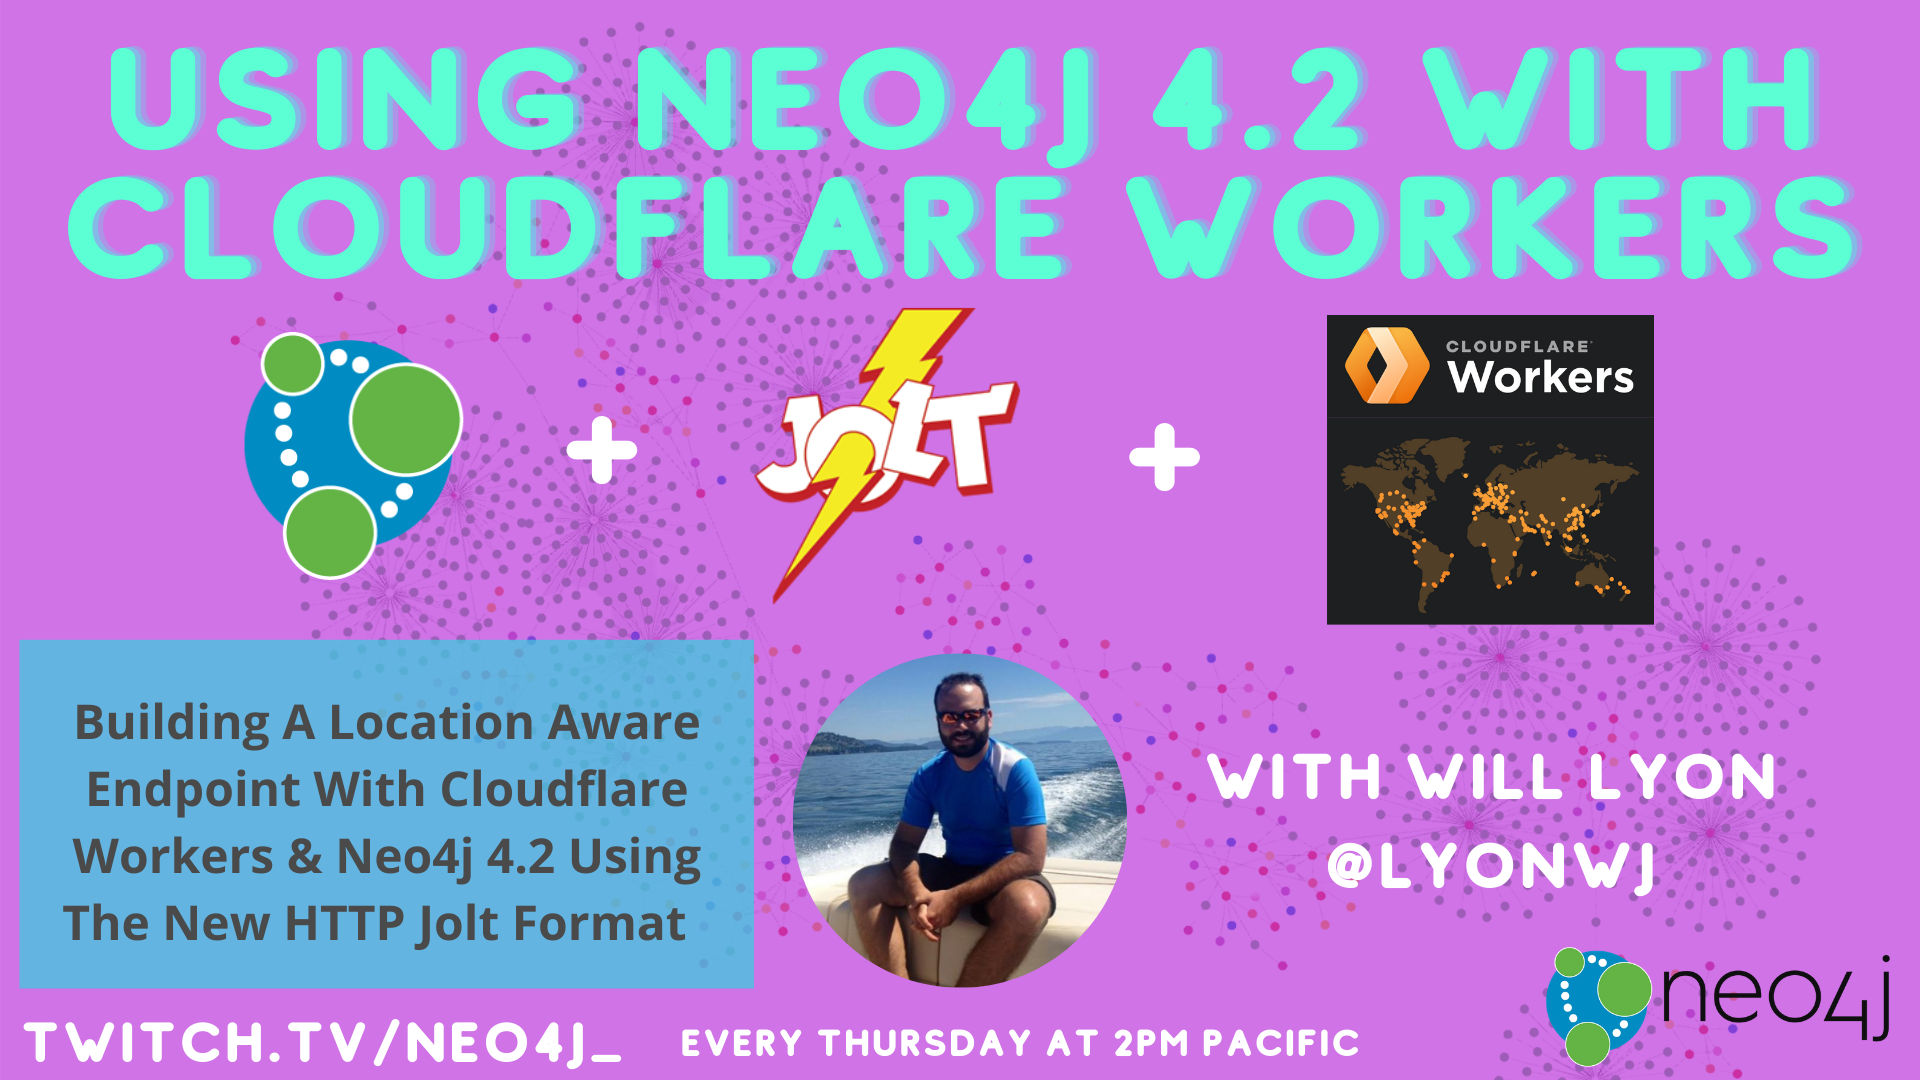 USING NEO4J 4.2 WITH
CLOUDFLARE WORKERS
JOLT
CLOUDFLARE
Workers
Building A Location Aware
Endpoint With Cloudflare
Workers & Neo4j 4.2 Using
The New HTTP Jolt Format
WITH WILL LYON
@LYONWJ
neo4j
TWITCH.TV/NEO4J_
EVERY THURSDAY AT 2PM PACIFIC